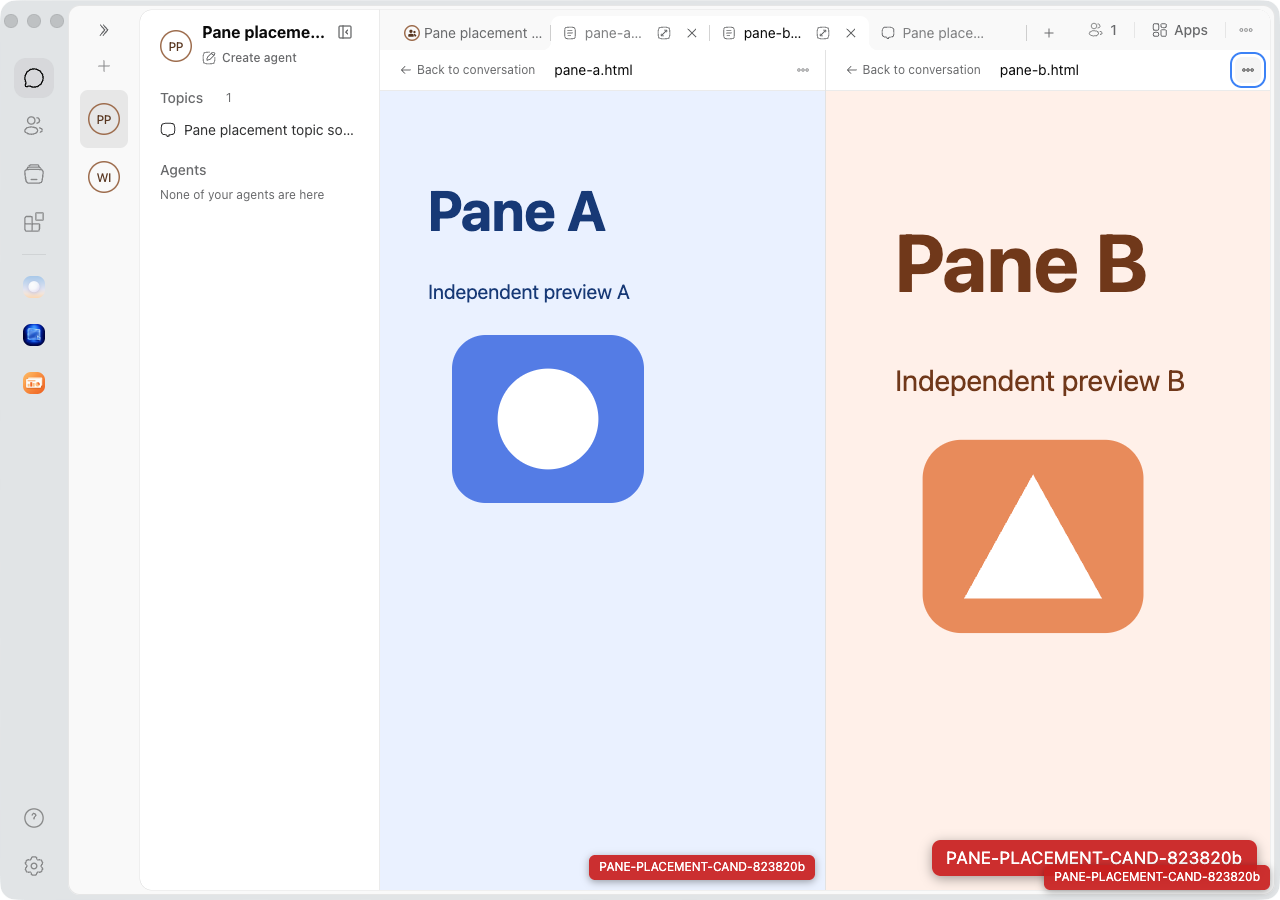 PP
WI
PP
Pane placeme...
Create agent
Topics 1
Pane placement topic so...
Agents
None of your agents are here
Pane placement ...
pane-a...
pane-b...
Pane place...
1
Apps
Back to conversation
pane-a.html
Back to conversation
pane-b.html
Pane A
Independent preview A
Pane B
Independent preview B
PANE-PLACEMENT-CAND-823820b
PANE-PLACEMENT-CAND-823820b
PANE-PLACEMENT-CAND-823820b